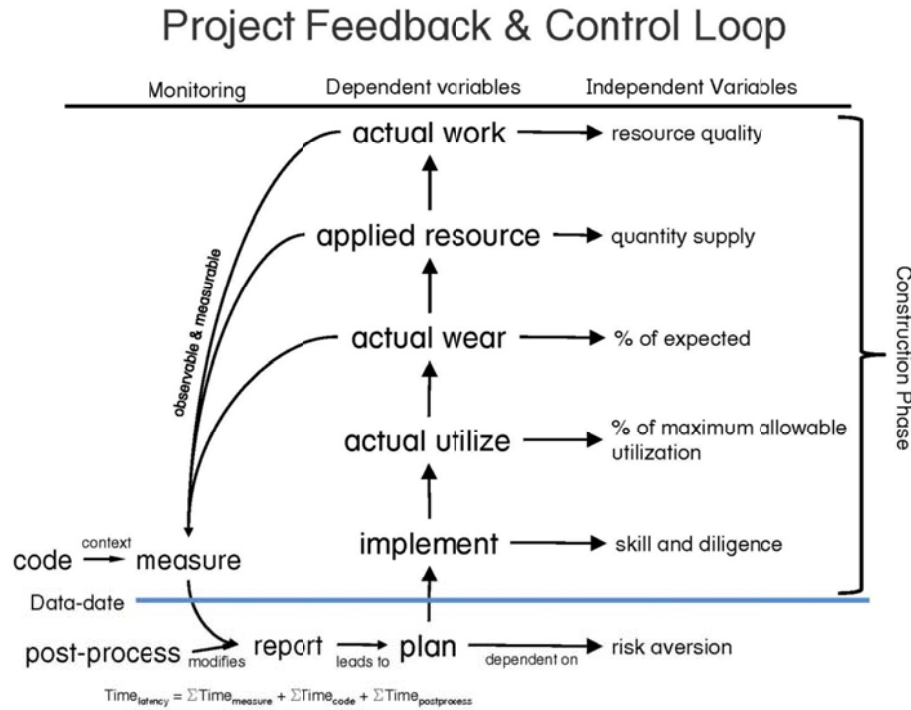 Project Feedback & Control Loop
Monitoring
Dependent variables
Independent Variables
actual work
resource quality
applied resource
quantity supply
observable & measurable
actual wear
% of expected
actual utilize
% of maximum allowable
utilization
Construction Phase
implement
skill and diligence
code
context
measure
Data-date
post-process
modifies
report
leads to
plan
dependent on
risk aversion
Time_latency = ΣTime_measure + ΣTime_code + ΣTime_postprocess